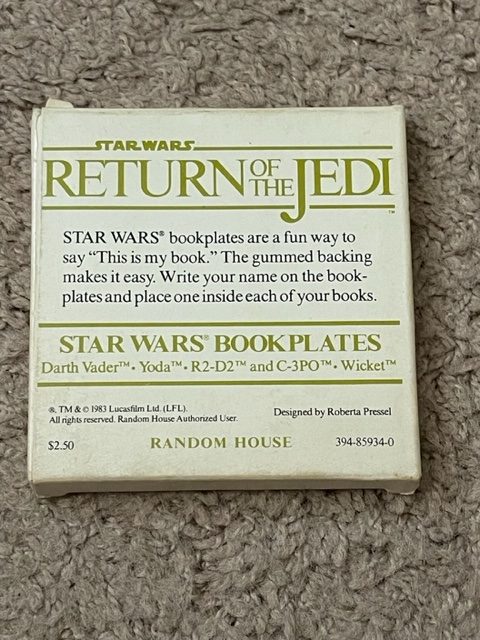 STAR WARS
RETURN OF THE JEDI™
STAR WARS® bookplates are a fun way to
say “This is my book.” The gummed backing
makes it easy. Write your name on the book-
plates and place one inside each of your books.
STAR WARS® BOOKPLATES
Darth Vader™ • Yoda™ • R2-D2™ and C-3PO™ • Wicket™
®, TM & © 1983 Lucasfilm Ltd. (LFL).
All rights reserved. Random House Authorized User.
Designed by Roberta Pressel
$2.50 RANDOM HOUSE 394-85934-0